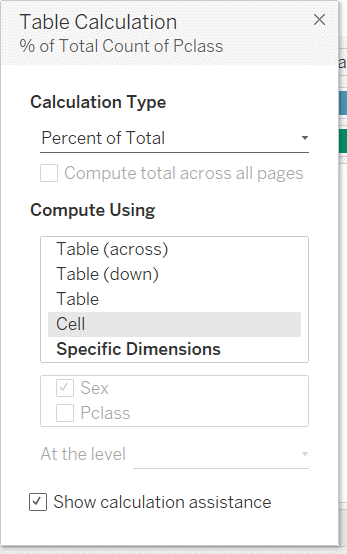 Table Calculation
% of Total Count of Pclass
Calculation Type
Percent of Total
Compute total across all pages
Compute Using
Table (across)
Table (down)
Table
Cell
Specific Dimensions
Sex
Pclass
At the level
Show calculation assistance